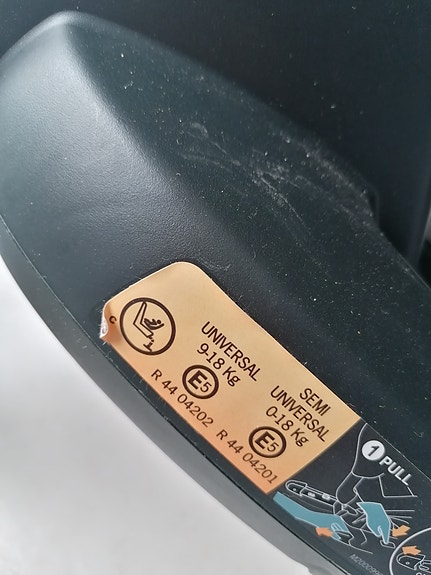 C
UNIVERSAL
9-18 Kg
E5
R 44 04202
SEMI
UNIVERSAL
0-18 Kg
E5
R 44 04201
1 PULL